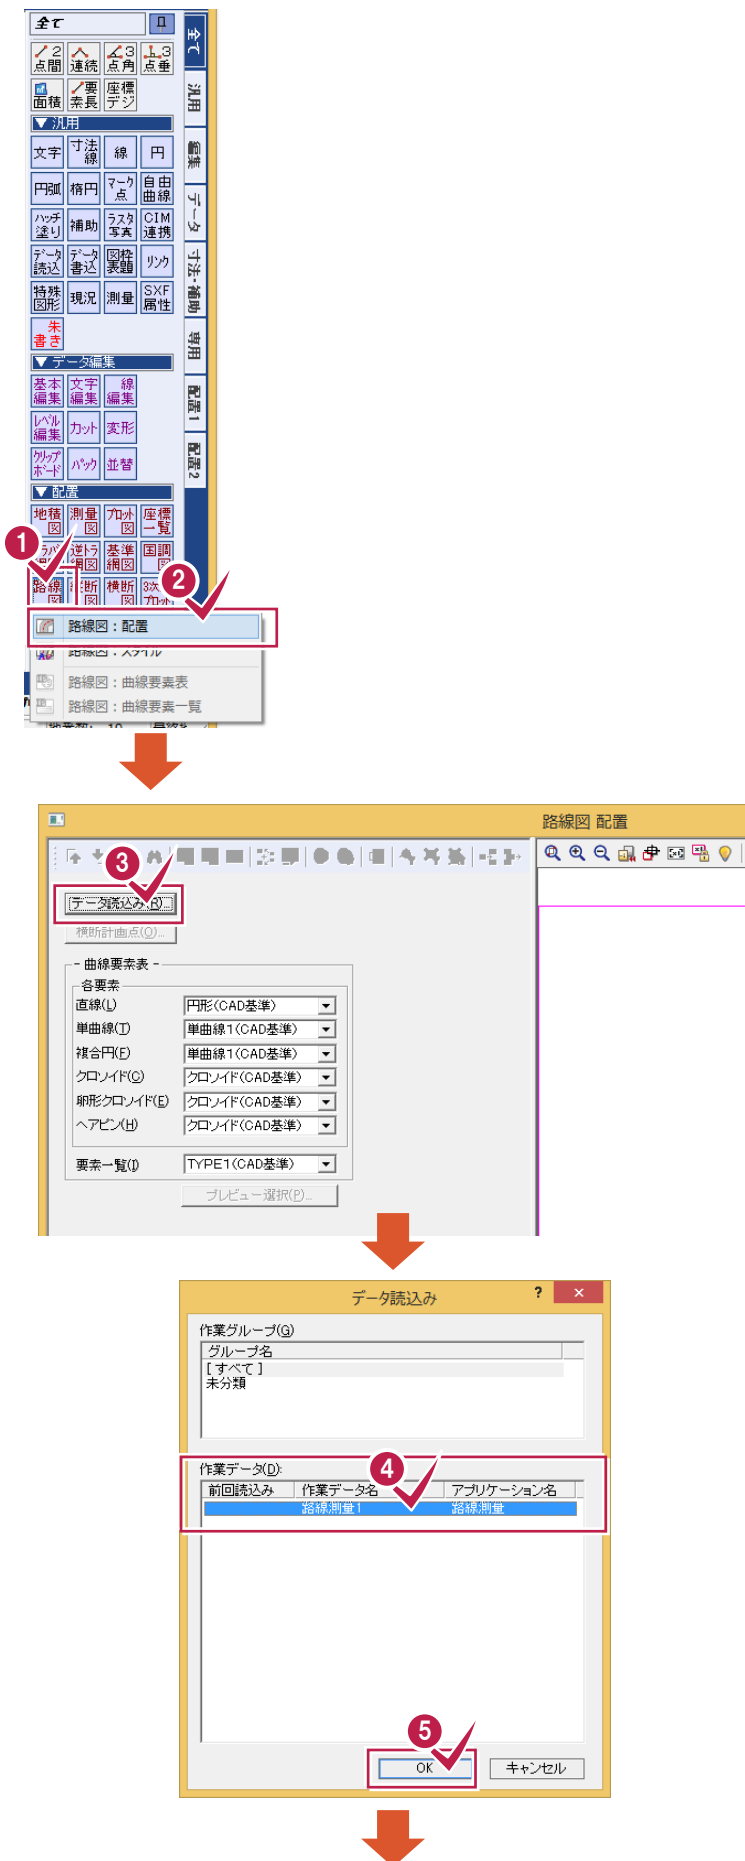 全て
2点間 連続 3点角 3点垂
面積 要素長 座標デジ
▼ 汎用
文字 寸法線 線 円
円弧 楕円 マーク点 自由曲線
ハッチ塗り 補助 ラスタ写真 CIM連携
データ読込 データ書込 図枠表題 リンク
特殊図形 現況 測量 SXF属性
朱書き
▼ データ編集
基本編集 文字編集 線編集
レベル編集 カット 変形
クリップボード パック 並替
▼ 配置
地積図 測量図 プロット図 座標一覧
逆トラ網図 基準網図 国調図
路線図 縦断図 横断図
全て
汎用
編集
データ
寸法・補助
専用
配置1
配置2
1
2
路線図：配置
路線図：スタイル
路線図：曲線要素表
路線図：曲線要素一覧
路線図 配置
3
データ読込み(R)...
横断計画点(O)...
- 曲線要素表 -
各要素
直線(L) 円形(CAD基準)
単曲線(T) 単曲線1(CAD基準)
複合円(F) 単曲線1(CAD基準)
クロソイド(C) クロソイド(CAD基準)
卵形クロソイド(E) クロソイド(CAD基準)
ヘアピン(H) クロソイド(CAD基準)
要素一覧(I) TYPE1(CAD基準)
プレビュー選択(P)...
データ読込み ? ×
作業グループ(G)
グループ名
[すべて]
未分類
作業データ(D):
4
前回読込み 作業データ名 アプリケーション名
路線測量1 路線測量
5
OK キャンセル